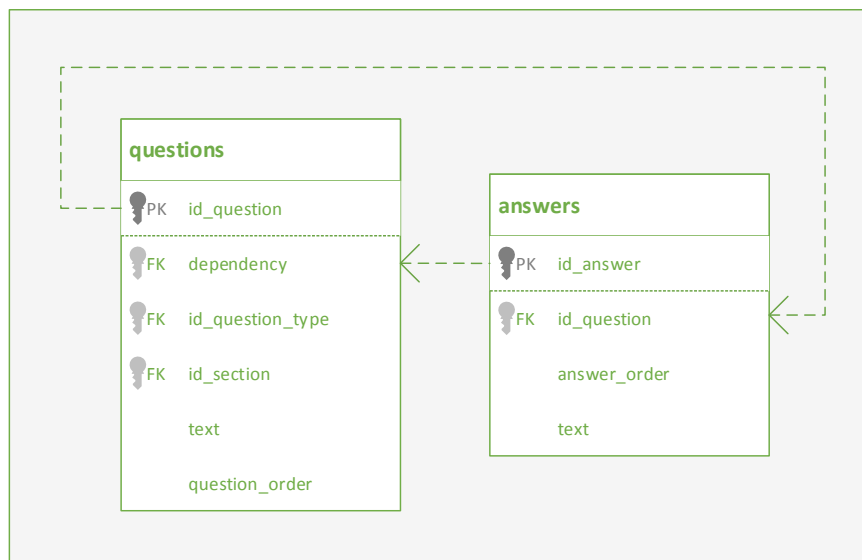 questions
PK id_question
FK dependency
FK id_question_type
FK id_section
text
question_order
answers
PK id_answer
FK id_question
answer_order
text